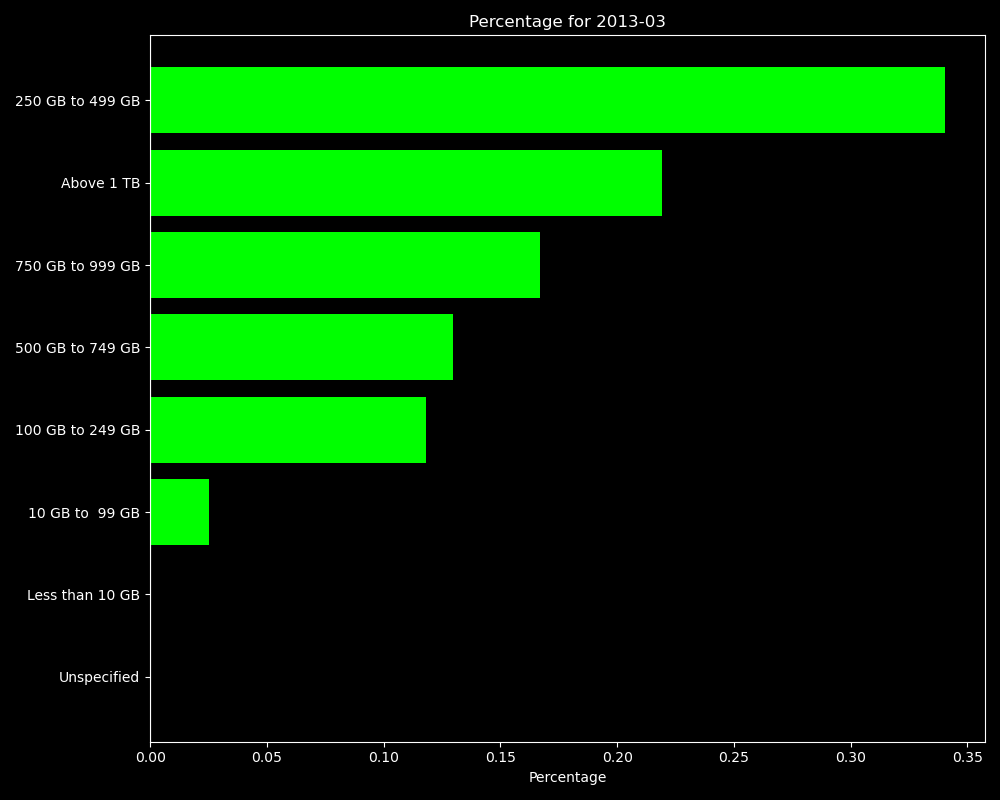 Percentage for 2013-03
250 GB to 499 GB
Above 1 TB
750 GB to 999 GB
500 GB to 749 GB
100 GB to 249 GB
10 GB to  99 GB
Less than 10 GB
Unspecified
0.00 0.05 0.10 0.15 0.20 0.25 0.30 0.35
Percentage